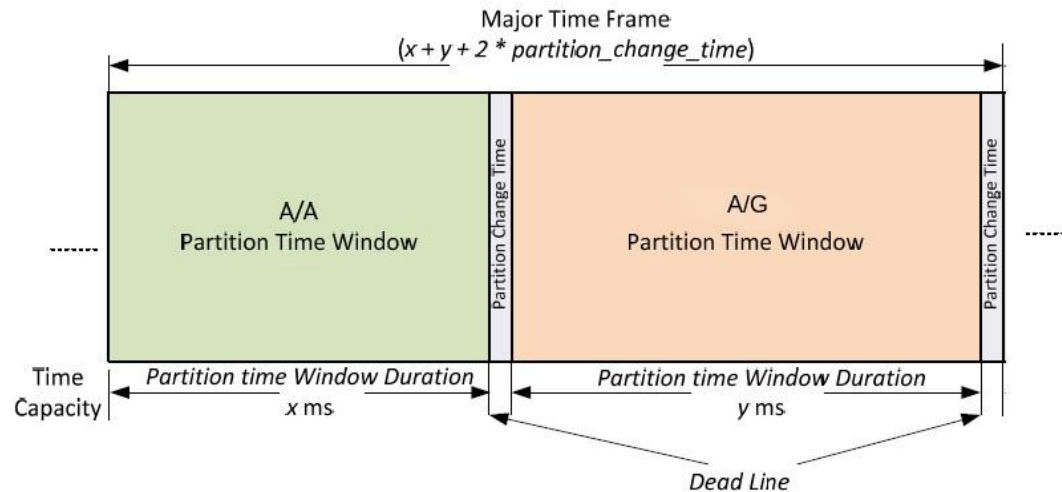 Major Time Frame
(x + y + 2 * partition_change_time)
A/A
Partition Time Window
Partition Change Time
A/G
Partition Time Window
Partition Change Time
Time
Capacity
Partition time Window Duration
x ms
Partition time Window Duration
y ms
Dead Line